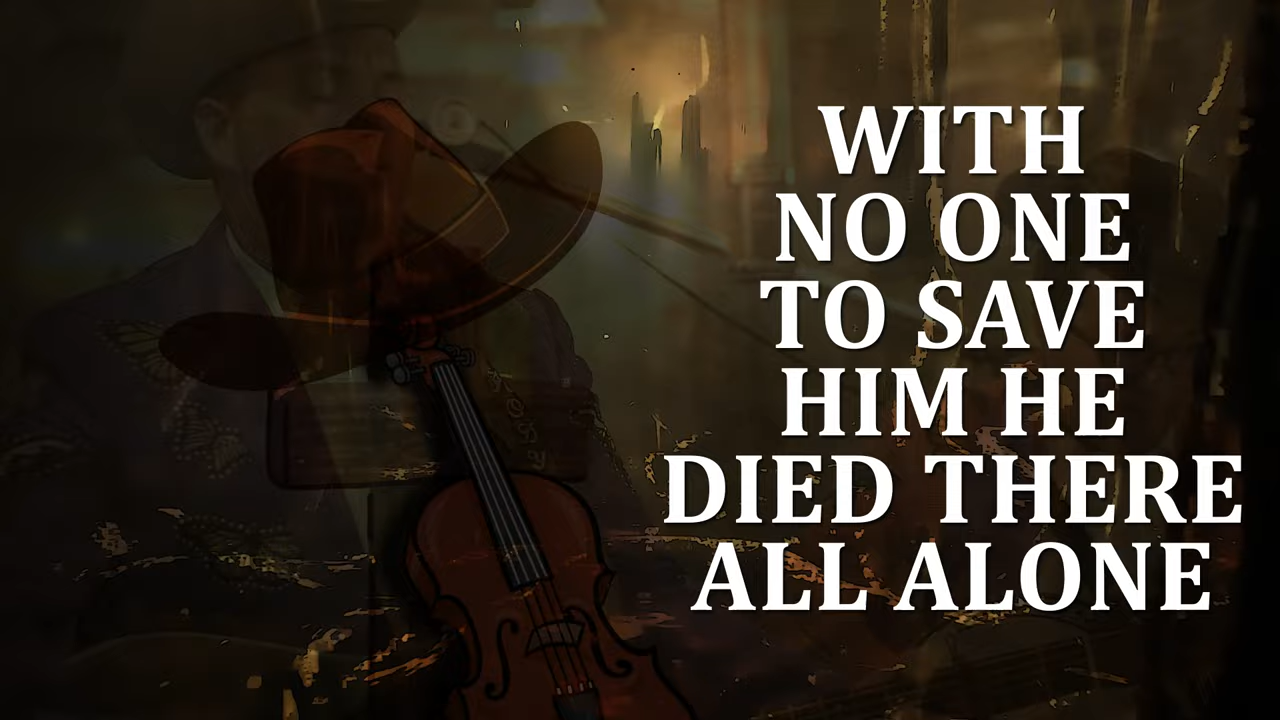 WITH
NO ONE
TO SAVE
HIM HE
DIED THERE
ALL ALONE